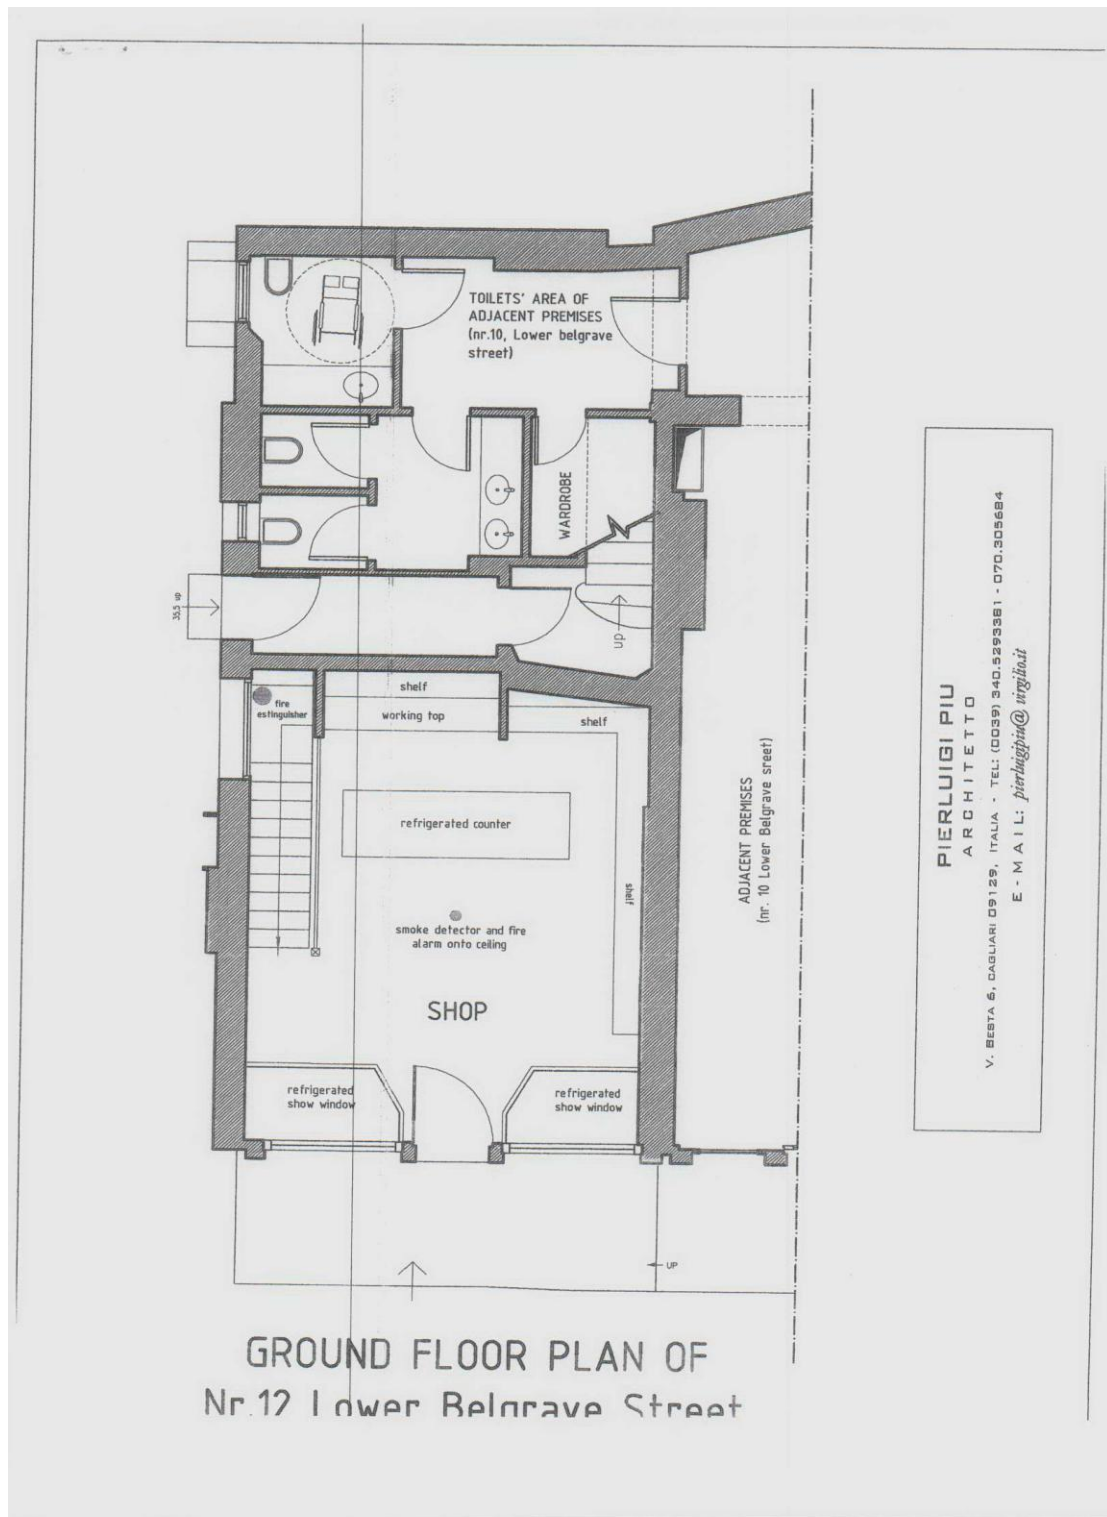 TOILETS' AREA OF
ADJACENT PREMISES
(nr.10, Lower belgrave
street)
WARDROBE
35,5 up
up
shelf
working top
fire
estinguisher
shelf
refrigerated counter
shelf
smoke detector and fire
alarm onto ceiling
SHOP
ADJACENT PREMISES
(nr. 10 Lower Belgrave sreet)
refrigerated
show window
refrigerated
show window
UP
GROUND FLOOR PLAN OF
Nr.12 Lower Belgrave Street
PIERLUIGI PIU
ARCHITETTO
V. BESTA 6, CAGLIARI 09129, ITALIA - TEL: (0039) 340.5293381 - 070.305684
E - MAIL: pierluigipiu@virgilio.it